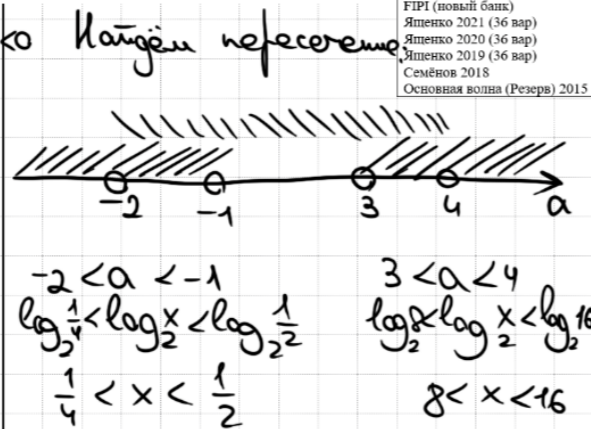 FIPI (новый банк)
Ященко 2021 (36 вар)
Ященко 2020 (36 вар)
Ященко 2019 (36 вар)
Семёнов 2018
Основная волна (Резерв) 2015
<0 Найдём пересечение:
-2 -1 3 4 a
-2 < a < -1
3 < a < 4
log₂ 1/4 < log₂ x < log₂ 1/2
log₂ 8 < log₂ x < log₂ 16
1/4 < x < 1/2
8 < x < 16